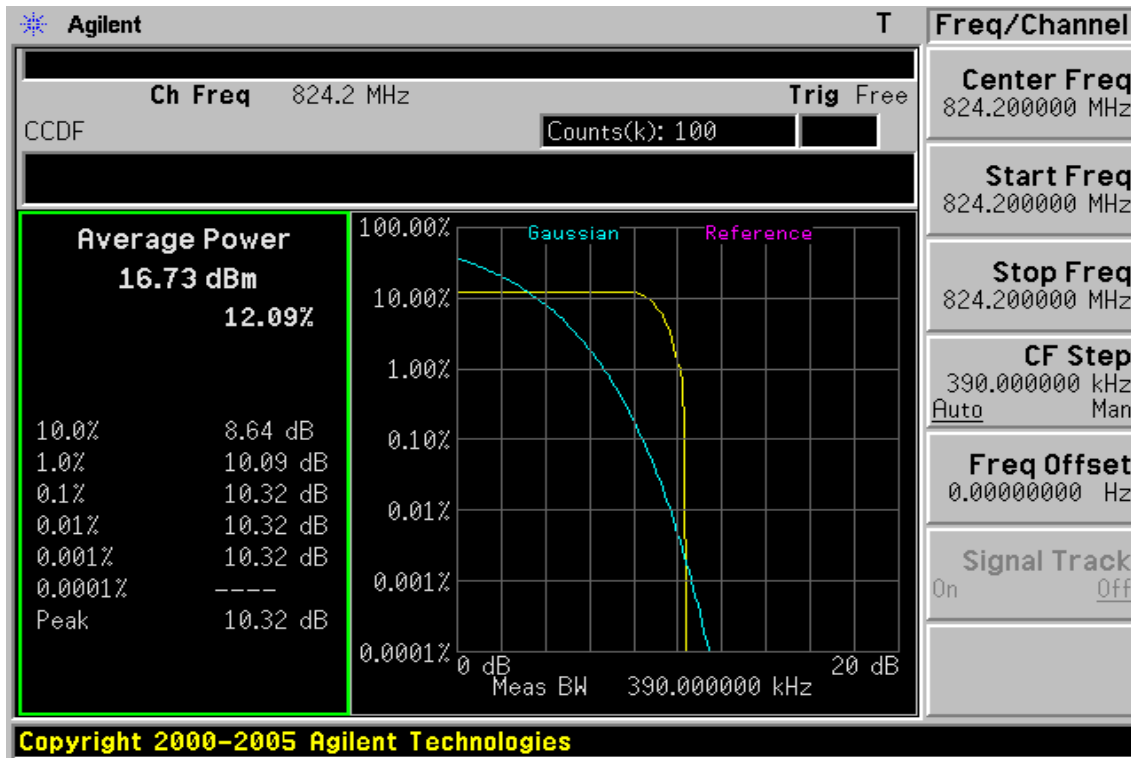 Agilent T
Ch Freq 824.2 MHz Trig Free
CCDF Counts(k): 100
Average Power
16.73 dBm
12.09%
10.0% 8.64 dB
1.0% 10.09 dB
0.1% 10.32 dB
0.01% 10.32 dB
0.001% 10.32 dB
0.0001% ----
Peak 10.32 dB
Gaussian Reference
100.00%
10.00%
1.00%
0.10%
0.01%
0.001%
0.0001%
0 dB 20 dB
Meas BW 390.000000 kHz
Freq/Channel
Center Freq
824.200000 MHz
Start Freq
824.200000 MHz
Stop Freq
824.200000 MHz
CF Step
390.000000 kHz
Auto Man
Freq Offset
0.00000000 Hz
Signal Track
On Off
Copyright 2000-2005 Agilent Technologies